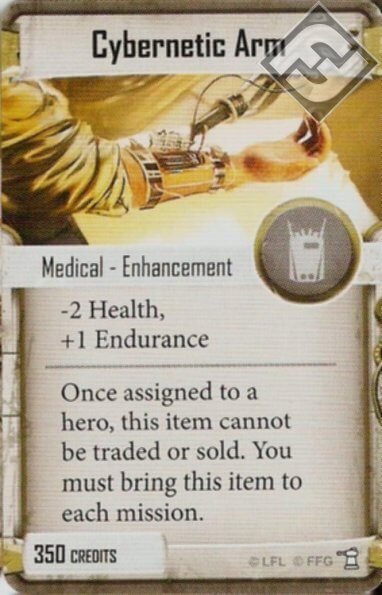 Cybernetic Arm
Medical - Enhancement
-2 Health,
+1 Endurance
Once assigned to a
hero, this item cannot
be traded or sold. You
must bring this item to
each mission.
350 CREDITS
© LFL © FFG